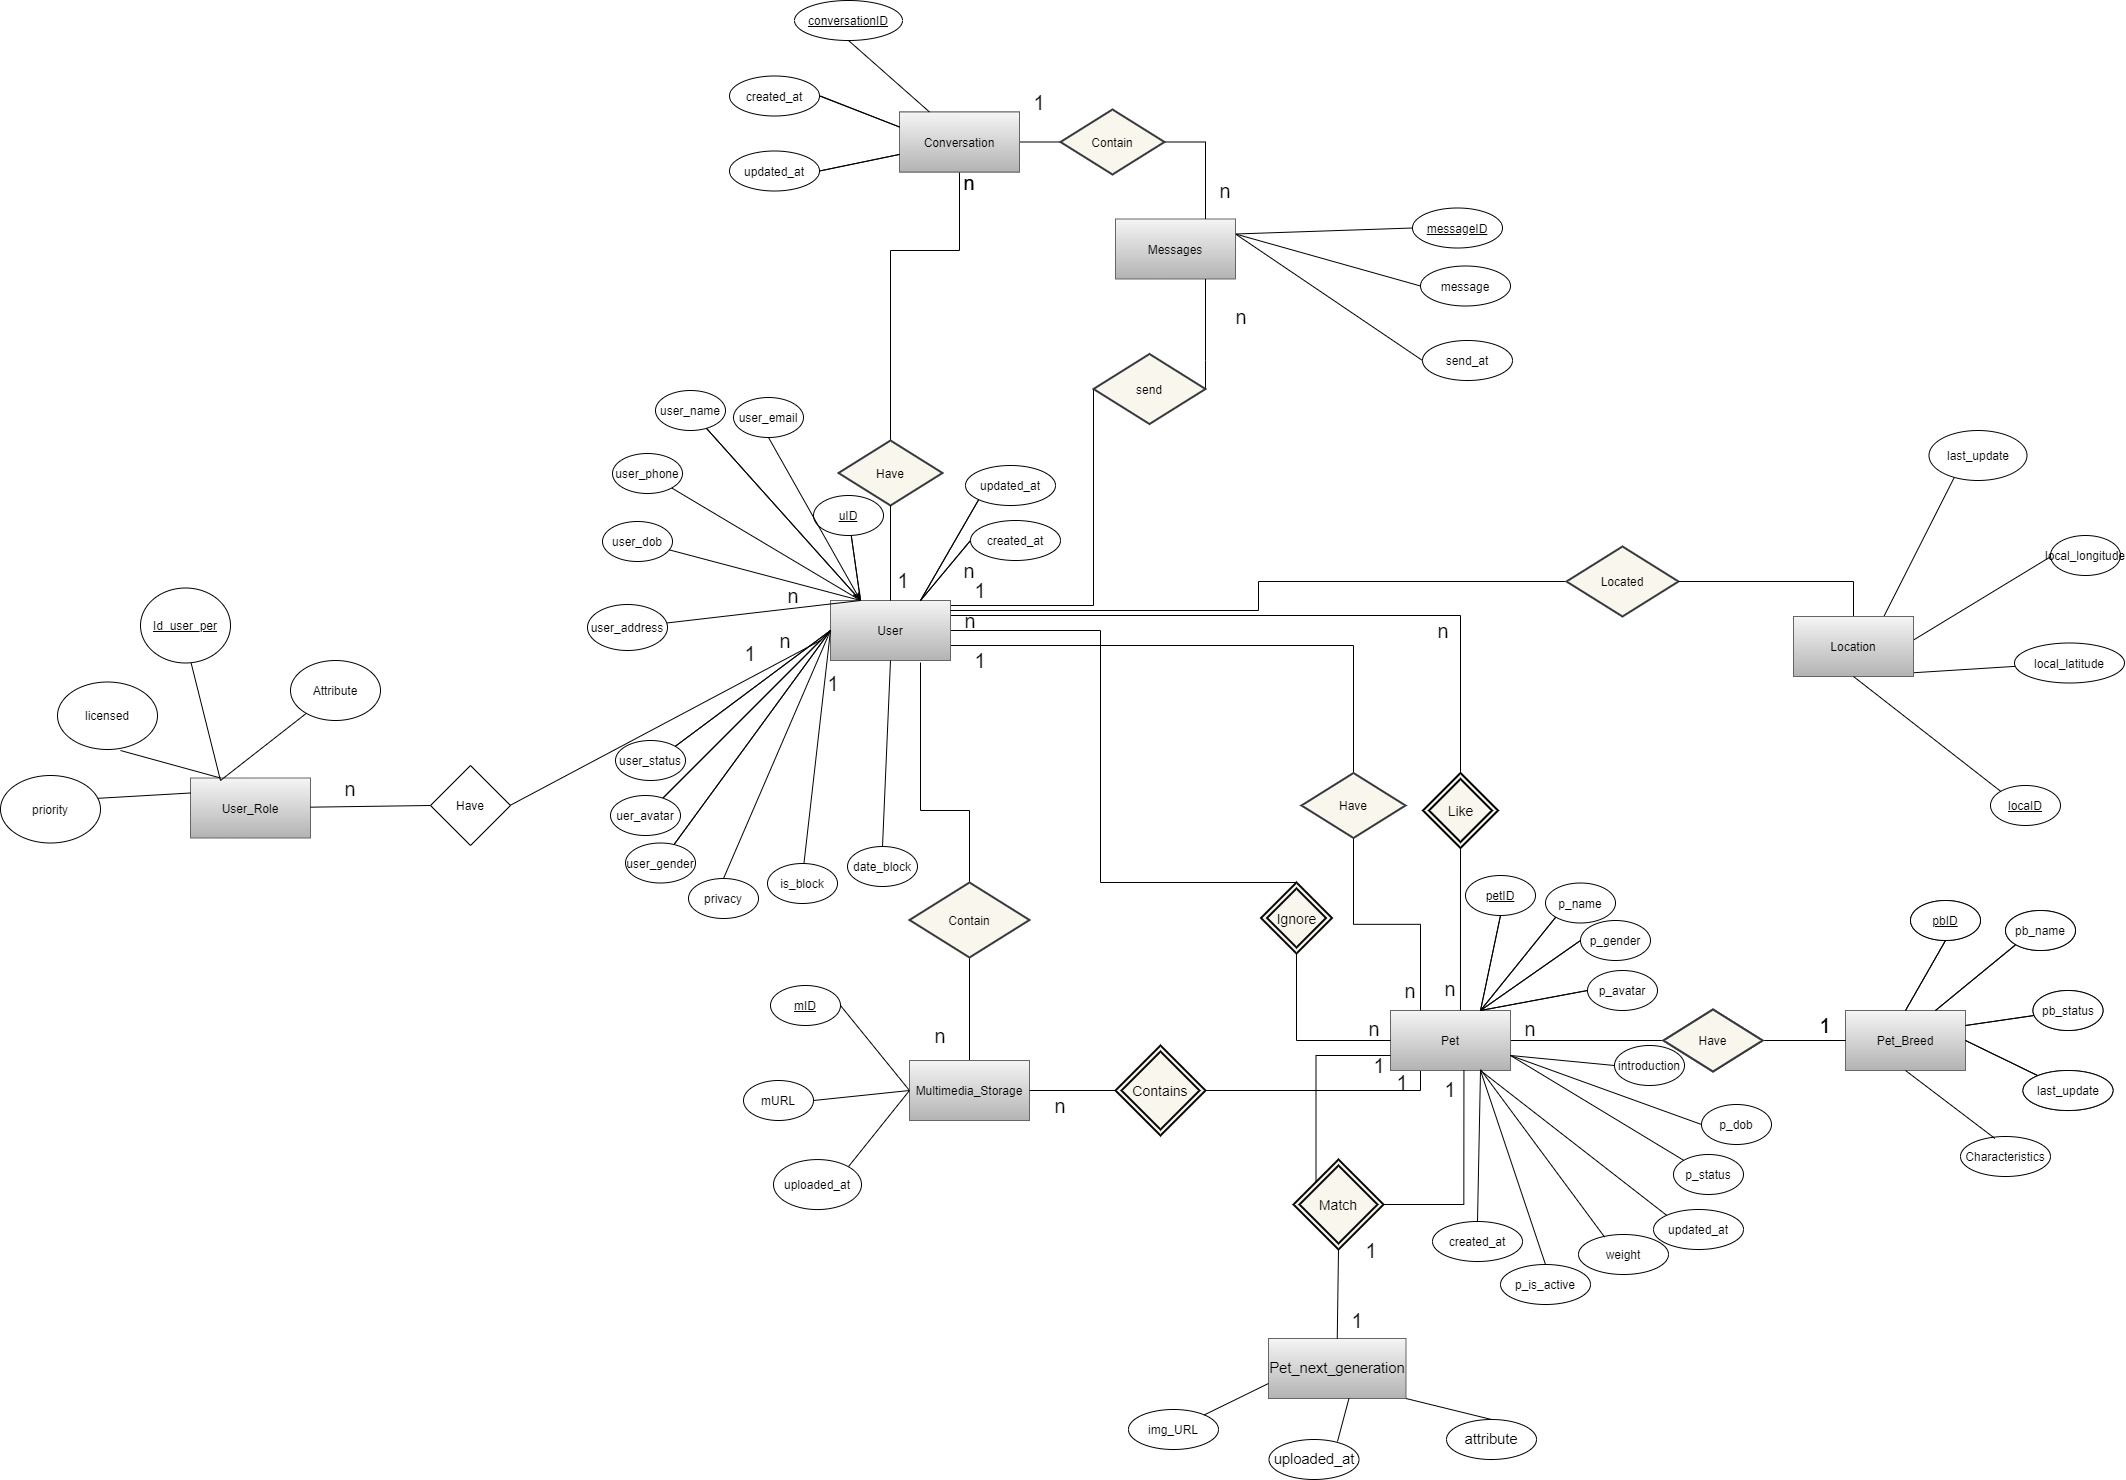 conversationID
created_at
1
Conversation
Contain
updated_at
n
n
messageID
Messages
message
n
send_at
send
user_name
user_email
last_update
user_phone
Have
updated_at
uID
user_dob
created_at
local_longitude
n
1
1
Located
n
user_address
Id_user_per
n
User
n
n
1
Location
1
local_latitude
1
Attribute
licensed
user_status
n
priority
User_Role
Have
uer_avatar
Have
Like
locaID
user_gender
date_block
is_block
privacy
petID
p_name
Contain
Ignore
pbID
pb_name
p_gender
n
n
p_avatar
mID
pb_status
n
n
n
1
Pet
Have
Pet_Breed
1
introduction
1
1
Multimedia_Storage
Contains
last_update
mURL
n
p_dob
Characteristics
p_status
uploaded_at
Match
updated_at
created_at
1
weight
p_is_active
1
Pet_next_generation
img_URL
attribute
uploaded_at